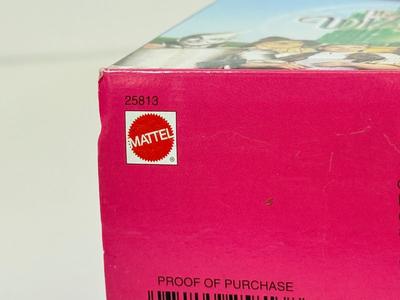 25813
MATTEL
®
PROOF OF PURCHASE